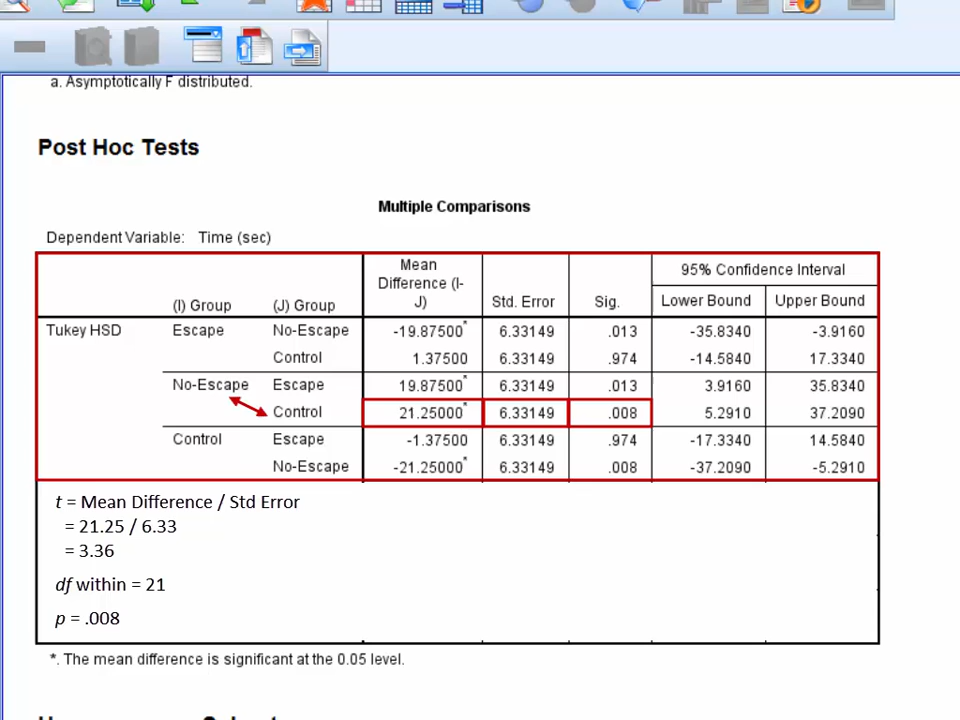 a. Asymptotically F distributed.
Post Hoc Tests
Multiple Comparisons
Dependent Variable: Time (sec)
(I) Group (J) Group Mean Difference (I-J) Std. Error Sig. 95% Confidence Interval
Lower Bound Upper Bound
Tukey HSD Escape No-Escape -19.87500* 6.33149 .013 -35.8340 -3.9160
Control 1.37500 6.33149 .974 -14.5840 17.3340
No-Escape Escape 19.87500* 6.33149 .013 3.9160 35.8340
Control 21.25000* 6.33149 .008 5.2910 37.2090
Control Escape -1.37500 6.33149 .974 -17.3340 14.5840
No-Escape -21.25000* 6.33149 .008 -37.2090 -5.2910
t = Mean Difference / Std Error
= 21.25 / 6.33
= 3.36
df within = 21
p = .008
*. The mean difference is significant at the 0.05 level.